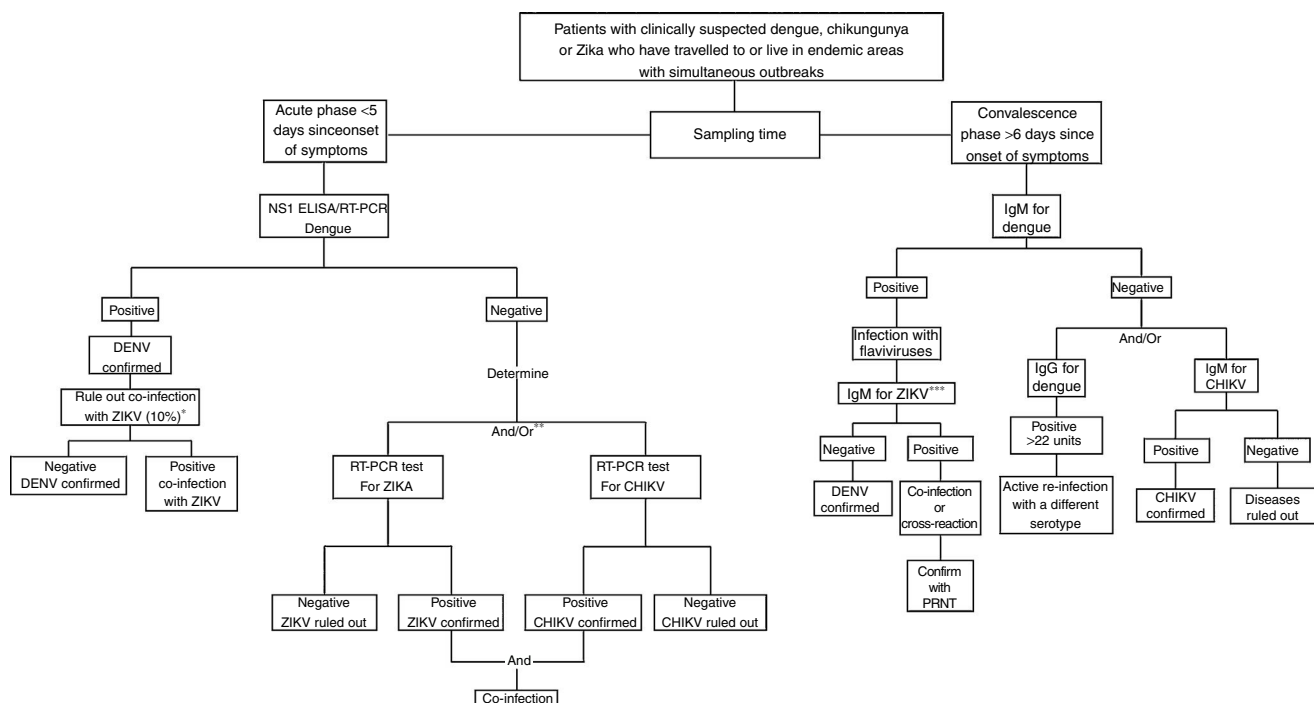 Patients with clinically suspected dengue, chikungunya
or Zika who have travelled to or live in endemic areas
with simultaneous outbreaks
Sampling time
Acute phase <5
days sinceonset
of symptoms
NS1 ELISA/RT-PCR
Dengue
Positive
DENV
confirmed
Rule out co-infection
with ZIKV (10%)*
Negative
DENV confirmed
Positive
co-infection
with ZIKV
Negative
Determine
And/Or**
RT-PCR test
For ZIKA
Negative
ZIKV ruled out
Positive
ZIKV confirmed
RT-PCR test
For CHIKV
Positive
CHIKV confirmed
Negative
CHIKV ruled out
And
Co-infection
Convalescence
phase >6 days since
onset of symptoms
IgM for
dengue
Positive
Infection with
flaviviruses
IgM for ZIKV***
Negative
DENV
confirmed
Positive
Co-infection
or
cross-reaction
Confirm
with
PRNT
Negative
And/Or
IgG for
dengue
Positive
>22 units
Active re-infection
with a different
serotype
IgM for
CHIKV
Positive
CHIKV
confirmed
Negative
Diseases
ruled out